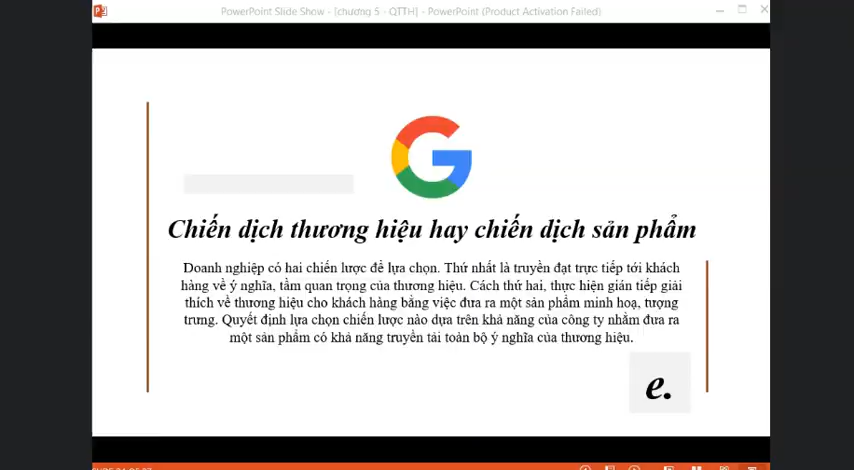 PowerPoint Slide Show - [chương 5 - QTTH] - PowerPoint (Product Activation Failed)
Chiến dịch thương hiệu hay chiến dịch sản phẩm
Doanh nghiệp có hai chiến lược để lựa chọn. Thứ nhất là truyền đạt trực tiếp tới khách
hàng về ý nghĩa, tầm quan trọng của thương hiệu. Cách thứ hai, thực hiện gián tiếp giải
thích về thương hiệu cho khách hàng bằng việc đưa ra một sản phẩm minh hoạ, tượng
trưng. Quyết định lựa chọn chiến lược nào dựa trên khả năng của công ty nhằm đưa ra
một sản phẩm có khả năng truyền tải toàn bộ ý nghĩa của thương hiệu.
e.